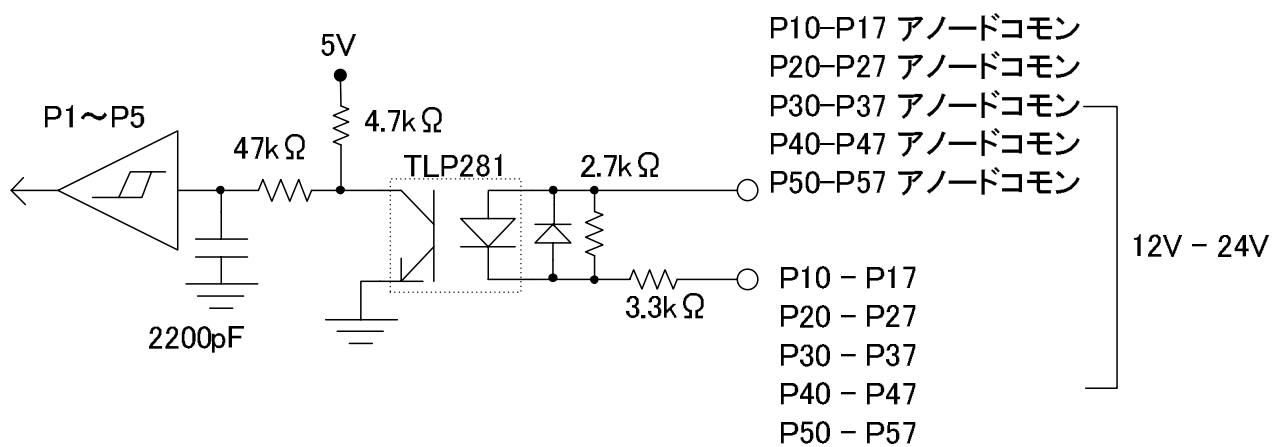 P10-P17 アノードコモン
P20-P27 アノードコモン
P30-P37 アノードコモン
P40-P47 アノードコモン
P50-P57 アノードコモン
5V
P1～P5
4.7kΩ
47kΩ
TLP281
2.7kΩ
12V - 24V
3.3kΩ
2200pF
P10 - P17
P20 - P27
P30 - P37
P40 - P47
P50 - P57